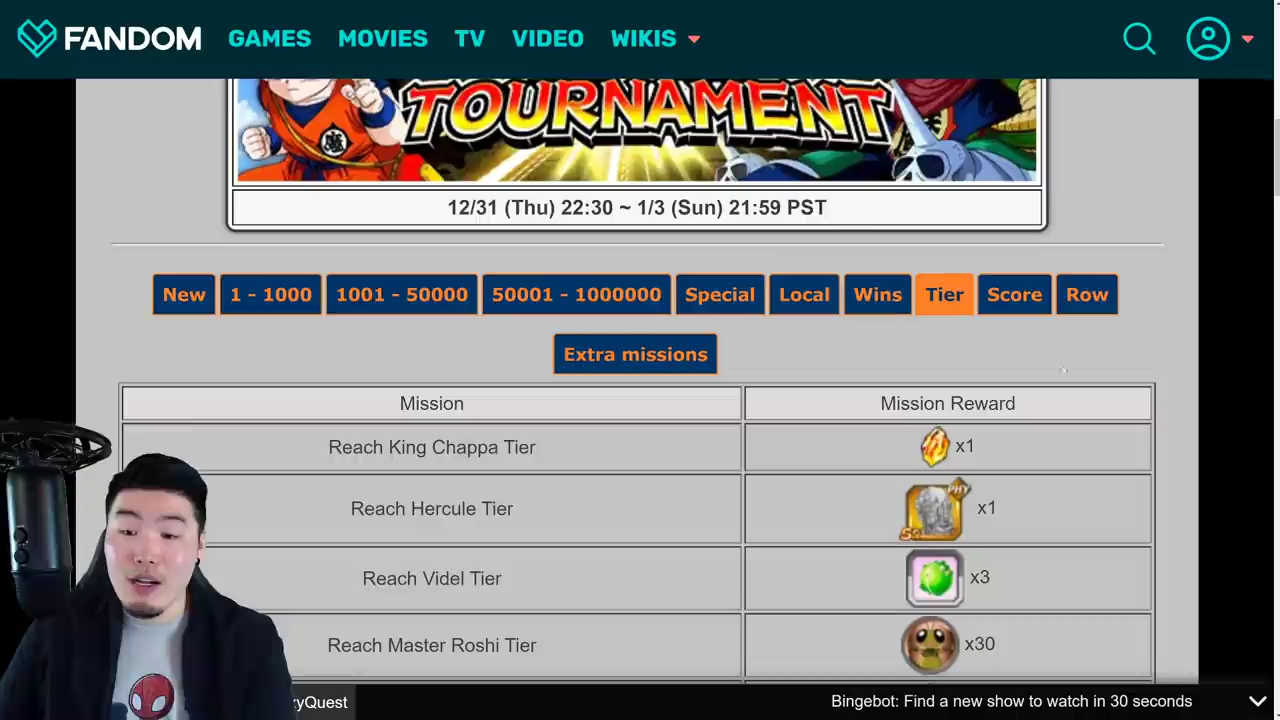 FANDOM GAMES MOVIES TV VIDEO WIKIS
TOURNAMENT
12/31 (Thu) 22:30 ~ 1/3 (Sun) 21:59 PST
New 1 - 1000 1001 - 50000 50001 - 1000000 Special Local Wins Tier Score Row
Extra missions
Mission Mission Reward
Reach King Chappa Tier x1
Reach Hercule Tier PHY x1
Reach Videl Tier x3
Reach Master Roshi Tier x30
ryQuest Bingebot: Find a new show to watch in 30 seconds